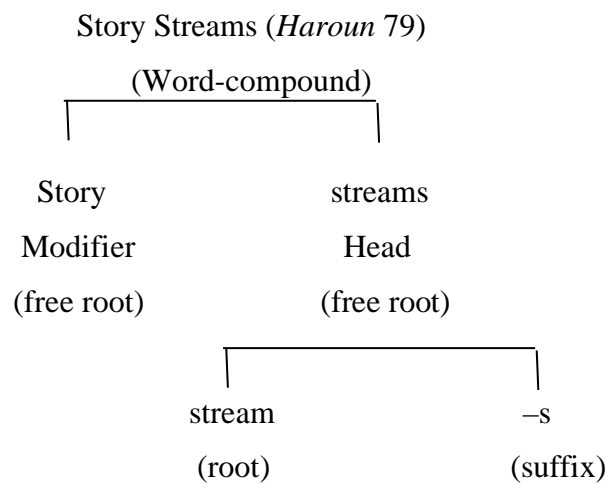 Story Streams (Haroun 79)
(Word-compound)
Story streams
Modifier Head
(free root) (free root)
stream –s
(root) (suffix)